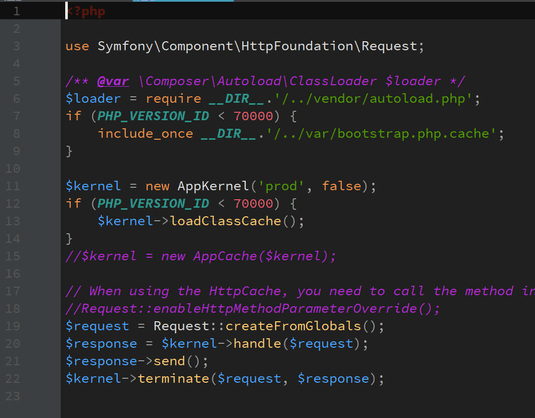 1 <?php
2
3 use Symfony\Component\HttpFoundation\Request;
4
5 /** @var \Composer\Autoload\ClassLoader $loader */
6 $loader = require __DIR__.'/../vendor/autoload.php';
7 if (PHP_VERSION_ID < 70000) {
8     include_once __DIR__.'/../var/bootstrap.php.cache';
9 }
10
11 $kernel = new AppKernel('prod', false);
12 if (PHP_VERSION_ID < 70000) {
13     $kernel->loadClassCache();
14 }
15 //$kernel = new AppCache($kernel);
16
17 // When using the HttpCache, you need to call the method in
18 //Request::enableHttpMethodParameterOverride();
19 $request = Request::createFromGlobals();
20 $response = $kernel->handle($request);
21 $response->send();
22 $kernel->terminate($request, $response);
23